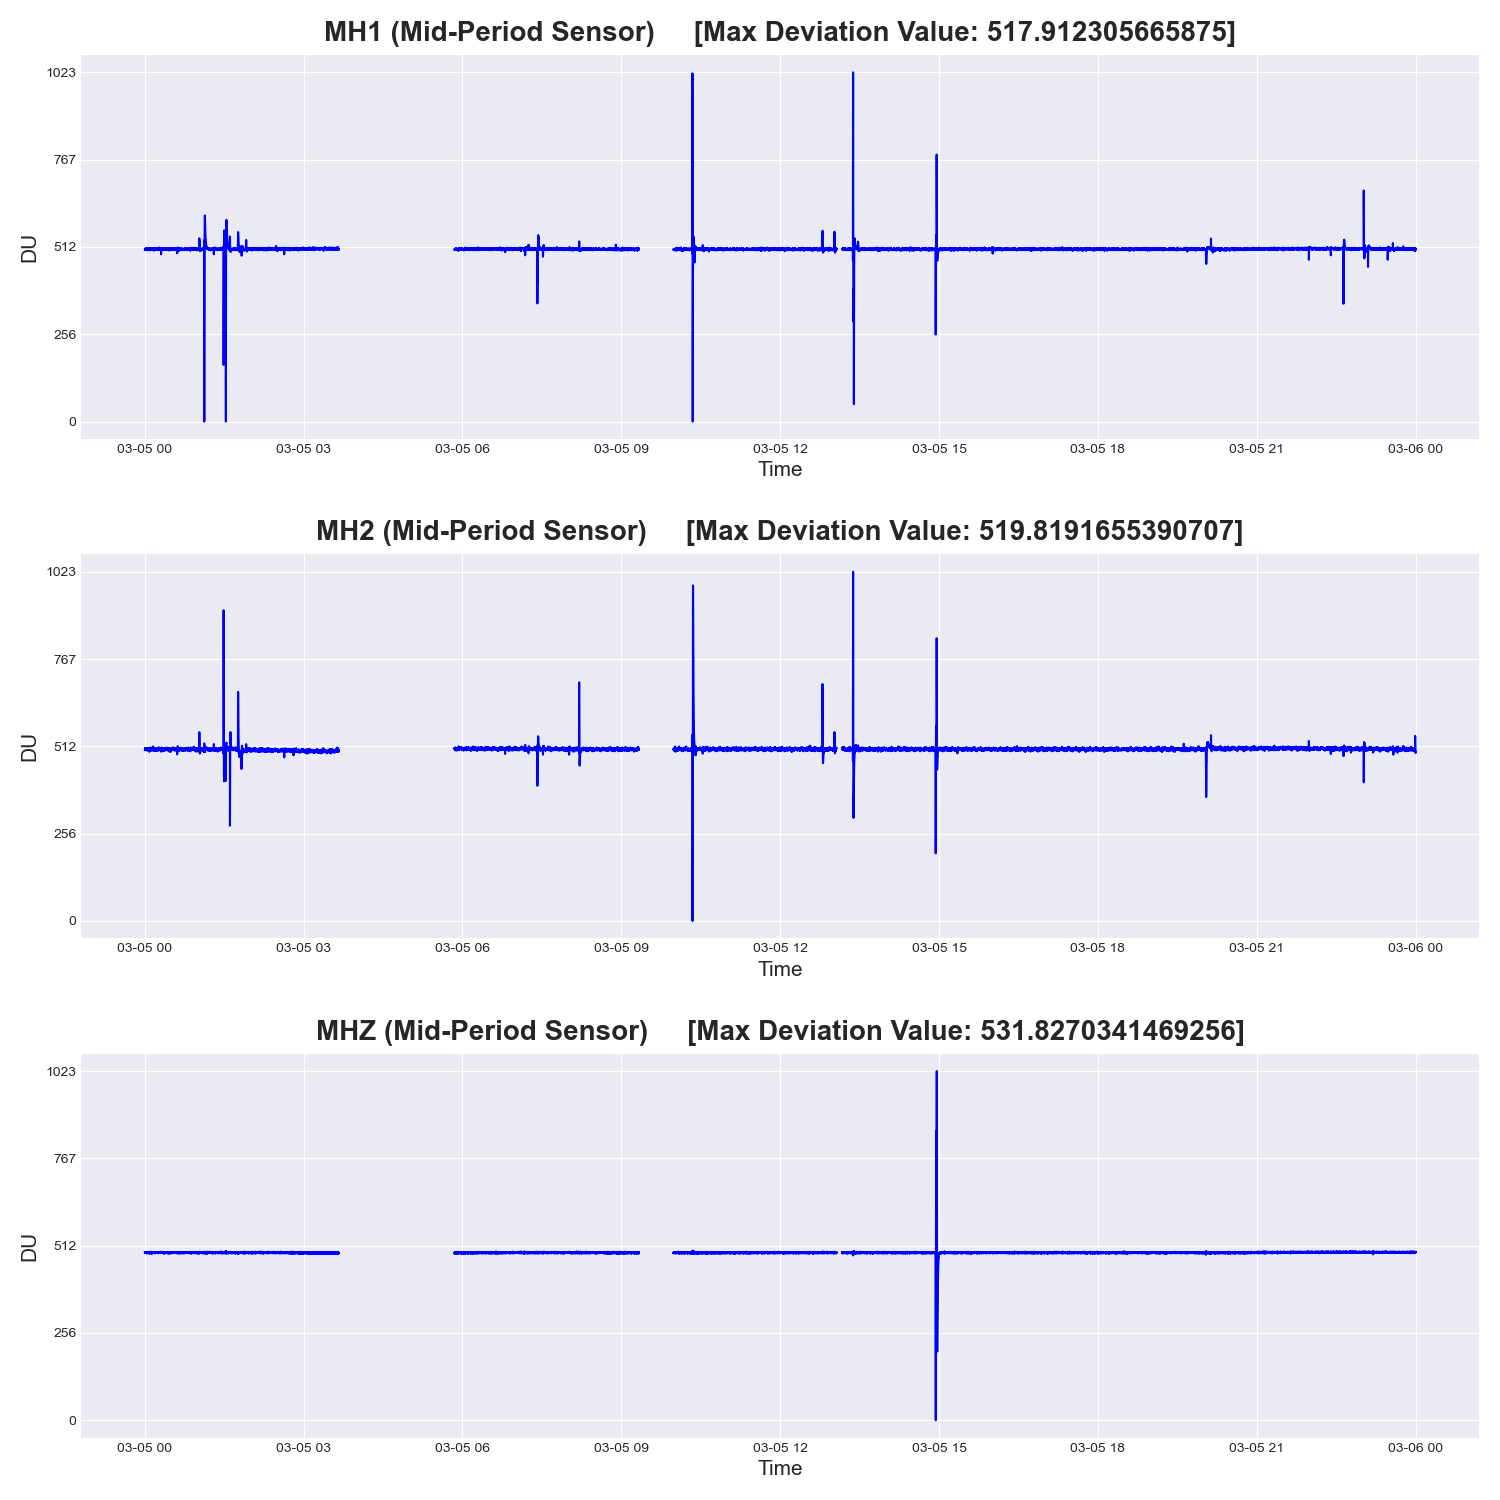 MH1 (Mid-Period Sensor) [Max Deviation Value: 517.912305665875]
1023
767
512
256
0
DU
03-05 00 03-05 03 03-05 06 03-05 09 03-05 12 03-05 15 03-05 18 03-05 21 03-06 00
Time
MH2 (Mid-Period Sensor) [Max Deviation Value: 519.8191655390707]
1023
767
512
256
0
DU
03-05 00 03-05 03 03-05 06 03-05 09 03-05 12 03-05 15 03-05 18 03-05 21 03-06 00
Time
MHZ (Mid-Period Sensor) [Max Deviation Value: 531.8270341469256]
1023
767
512
256
0
DU
03-05 00 03-05 03 03-05 06 03-05 09 03-05 12 03-05 15 03-05 18 03-05 21 03-06 00
Time